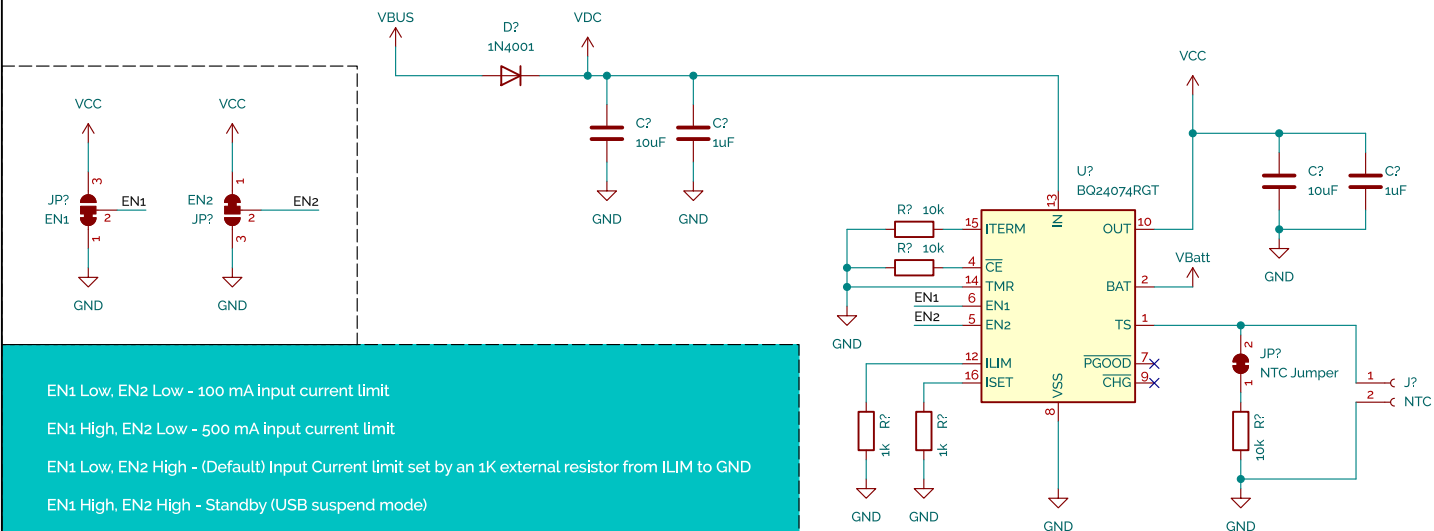 VBUS
D?
1N4001
VDC
VCC
VCC
VCC
C?
10uF
C?
1uF
3
JP?
EN1
2
EN1
1
GND
1
EN2
JP?
2
EN2
3
GND
GND
GND
U?
BQ24074RGT
C?
10uF
C?
1uF
GND
R? 10k
15
ITERM
13
IN
OUT
10
R? 10k
4
CE
VBatt
14
TMR
BAT
2
EN1
6
EN1
EN2
5
EN2
TS
1
GND
12
ILIM
PGOOD
7
16
ISET
CHG
9
VSS
8
2
JP?
NTC Jumper
1
1
J?
2
NTC
R?
1k
R?
1k
R?
10k
GND
GND
GND
GND
EN1 Low, EN2 Low - 100 mA input current limit
EN1 High, EN2 Low - 500 mA input current limit
EN1 Low, EN2 High - (Default) Input Current limit set by an 1K external resistor from ILIM to GND
EN1 High, EN2 High - Standby (USB suspend mode)